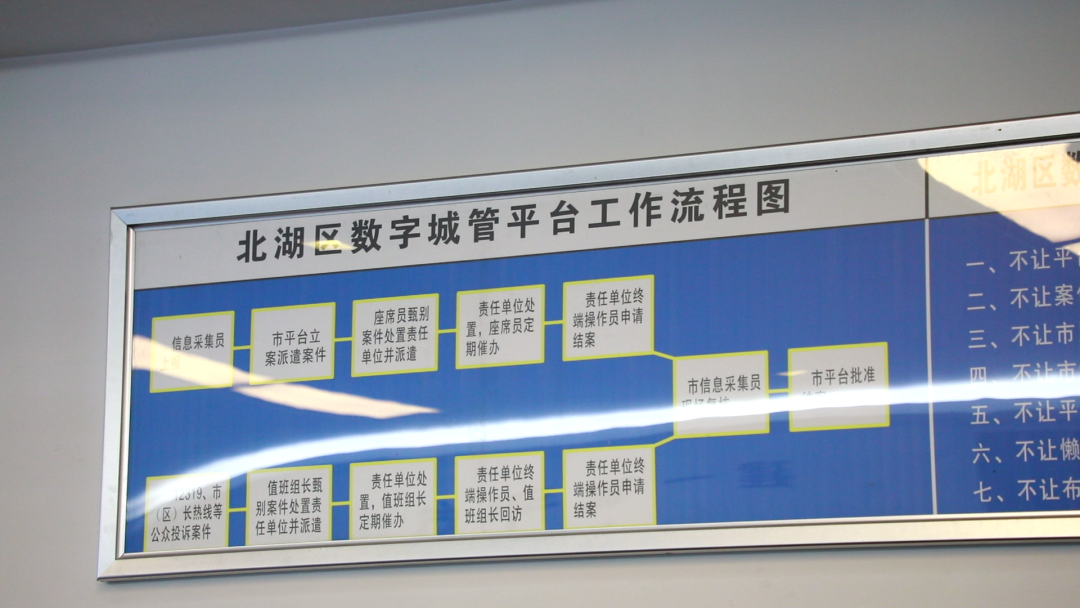 北湖区数字城管平台工作流程图
信息采集员
上报
市平台立
案派遣案件
座席员甄别
案件处置责任
单位并派遣
责任单位处
置，座席员定
期催办
责任单位终
端操作员申请
结案
市信息采集员
现场复核
市平台批准
12319、市
（区）长热线等
公众投诉案件
值班组长甄
别案件处置责
任单位并派遣
责任单位处
置，值班组长
定期催办
责任单位终
端操作员、值
班组长回访
责任单位终
端操作员申请
结案
北湖区数
一、不让平
二、不让案
三、不让市
四、不让市
五、不让平
六、不让懒
七、不让布